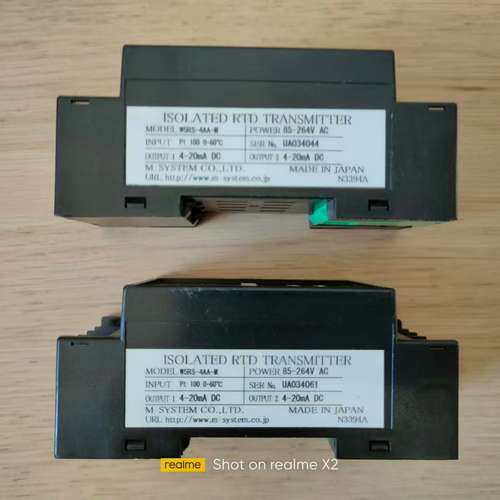 ISOLATED RTD TRANSMITTER
MODEL W5RS-4AA-M POWER 85-264V AC
INPUT Pt 100 0-60°C SER No. UA034044
OUTPUT 1 4-20mA DC OUTPUT 2 4-20mA DC
M SYSTEM CO.,LTD. MADE IN JAPAN
URL http://www.m-system.co.jp N3394A
ISOLATED RTD TRANSMITTER
MODEL W5RS-4AA-M POWER 85-264V AC
INPUT Pt 100 0-60°C SER No. UA034061
OUTPUT 1 4-20mA DC OUTPUT 2 4-20mA DC
M SYSTEM CO.,LTD. MADE IN JAPAN
URL http://www.m-system.co.jp N3394A
realme Shot on realme X2